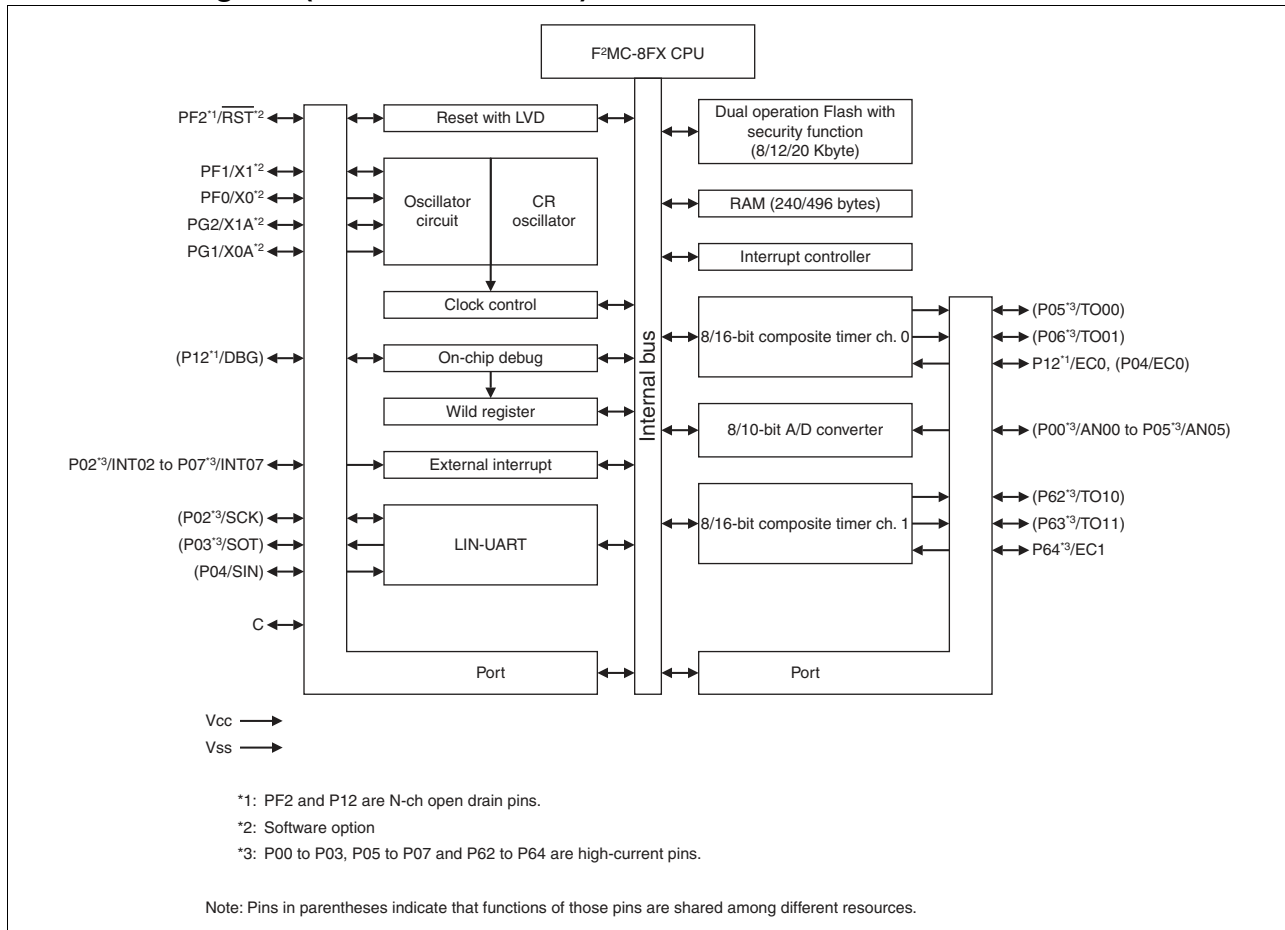 F²MC-8FX CPU
PF2*1/RST*2
Reset with LVD
Dual operation Flash with
security function
(8/12/20 Kbyte)
PF1/X1*2
PF0/X0*2
PG2/X1A*2
PG1/X0A*2
Oscillator
circuit
CR
oscillator
RAM (240/496 bytes)
Interrupt controller
Clock control
(P12*1/DBG)
On-chip debug
Wild register
Internal bus
8/16-bit composite timer ch. 0
(P05*3/TO00)
(P06*3/TO01)
P12*1/EC0, (P04/EC0)
8/10-bit A/D converter
(P00*3/AN00 to P05*3/AN05)
P02*3/INT02 to P07*3/INT07
External interrupt
(P02*3/SCK)
(P03*3/SOT)
(P04/SIN)
LIN-UART
8/16-bit composite timer ch. 1
(P62*3/TO10)
(P63*3/TO11)
P64*3/EC1
C
Port
Port
Vcc
Vss
*1: PF2 and P12 are N-ch open drain pins.
*2: Software option
*3: P00 to P03, P05 to P07 and P62 to P64 are high-current pins.
Note: Pins in parentheses indicate that functions of those pins are shared among different resources.